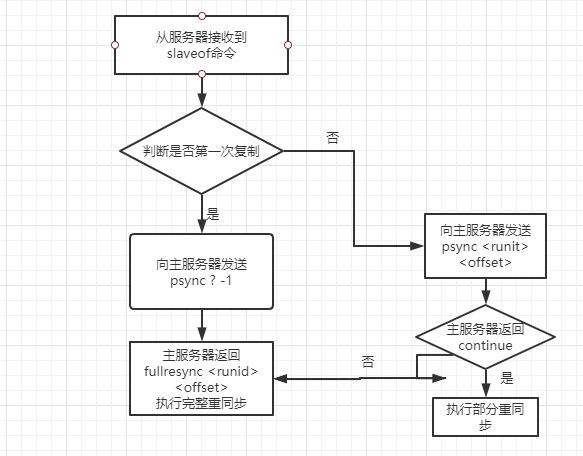 从服务器接收到
slaveof命令
判断是否第一次复制
否
是
向主服务器发送
psync ? -1
向主服务器发送
psync <runit>
<offset>
主服务器返回
continue
否
是
主服务器返回
fullresync <runid>
<offset>
执行完整重同步
执行部分重同
步